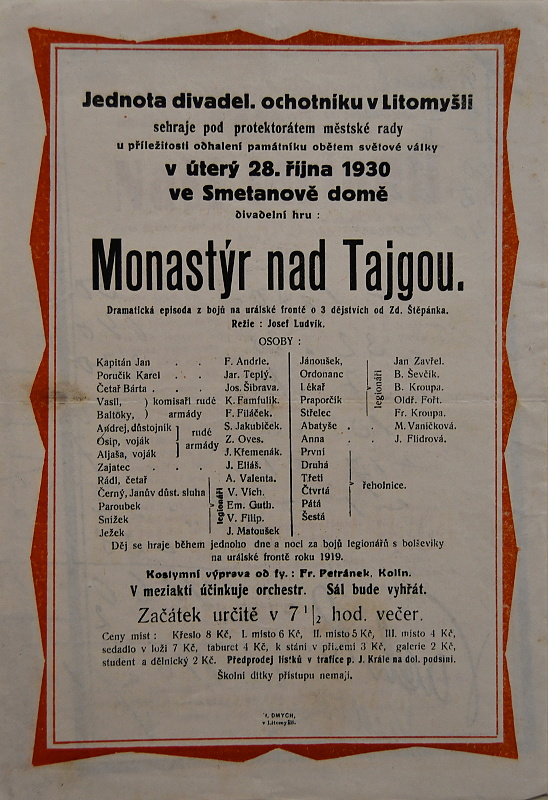 Jednota divadel. ochotníku v Litomyšli
sehraje pod protektorátem městské rady
u příležitosti odhalení památníku obětem světové války
v úterý 28. října 1930
ve Smetanově domě
divadelní hru :
Monastýr nad Tajgou.
Dramatická episoda z bojů na urálské frontě o 3 dějstvích od Zd. Štěpánka.
Režie : Josef Ludvík.
OSOBY :
Kapitán Jan . . F. Andrle.
Poručík Karel . . Jar. Teplý.
Četař Bárta . . Jos. Šibrava.
Vasil, ) komisaři rudé K. Famfulík.
Baltöky, ) armády F. Filáček.
Andrej, důstojník S. Jakubíček.
Ósip, voják rudé armády Z. Oves.
Aljaša, voják J. Křemenák.
Zajatec . . . J. Eliáš.
Rádl, četař A. Valenta.
Černý, Janův důst. sluha V. Vich.
Paroubek legionáři Em. Guth.
Snížek V. Filip.
Ježek J. Matoušek
Jánoušek, Jan Zavřel.
Ordonanc B. Ševčík.
Lékař legionáři B. Kroupa.
Praporčík Oldř. Fořt.
Střelec Fr. Kroupa.
Abatyše . . M. Vaníčková.
Anna . . J. Flídrová.
První
Druhá
Třetí
Čtvrtá řeholnice.
Pátá
Šestá
Děj se hraje během jednoho dne a noci za bojů legionářů s bolševiky
na urálské frontě roku 1919.
Kostymní výprava od fy. : Fr. Petránek, Kolín.
V meziaktí účinkuje orchestr. Sál bude vyhřát.
Začátek určitě v 7 1/2 hod. večer.
Ceny míst : Křeslo 8 Kč, I. místo 6 Kč, II. místo 5 Kč, III. místo 4 Kč,
sedadlo v loži 7 Kč, taburet 4 Kč, k stání v přízemí 3 Kč, galerie 2 Kč,
student a dělnický 2 Kč. Předprodej lístků v trafice p. J. Krále na dol. podsíni.
Školní dítky přístupu nemají.
DMYCH,
v Litomyšli.